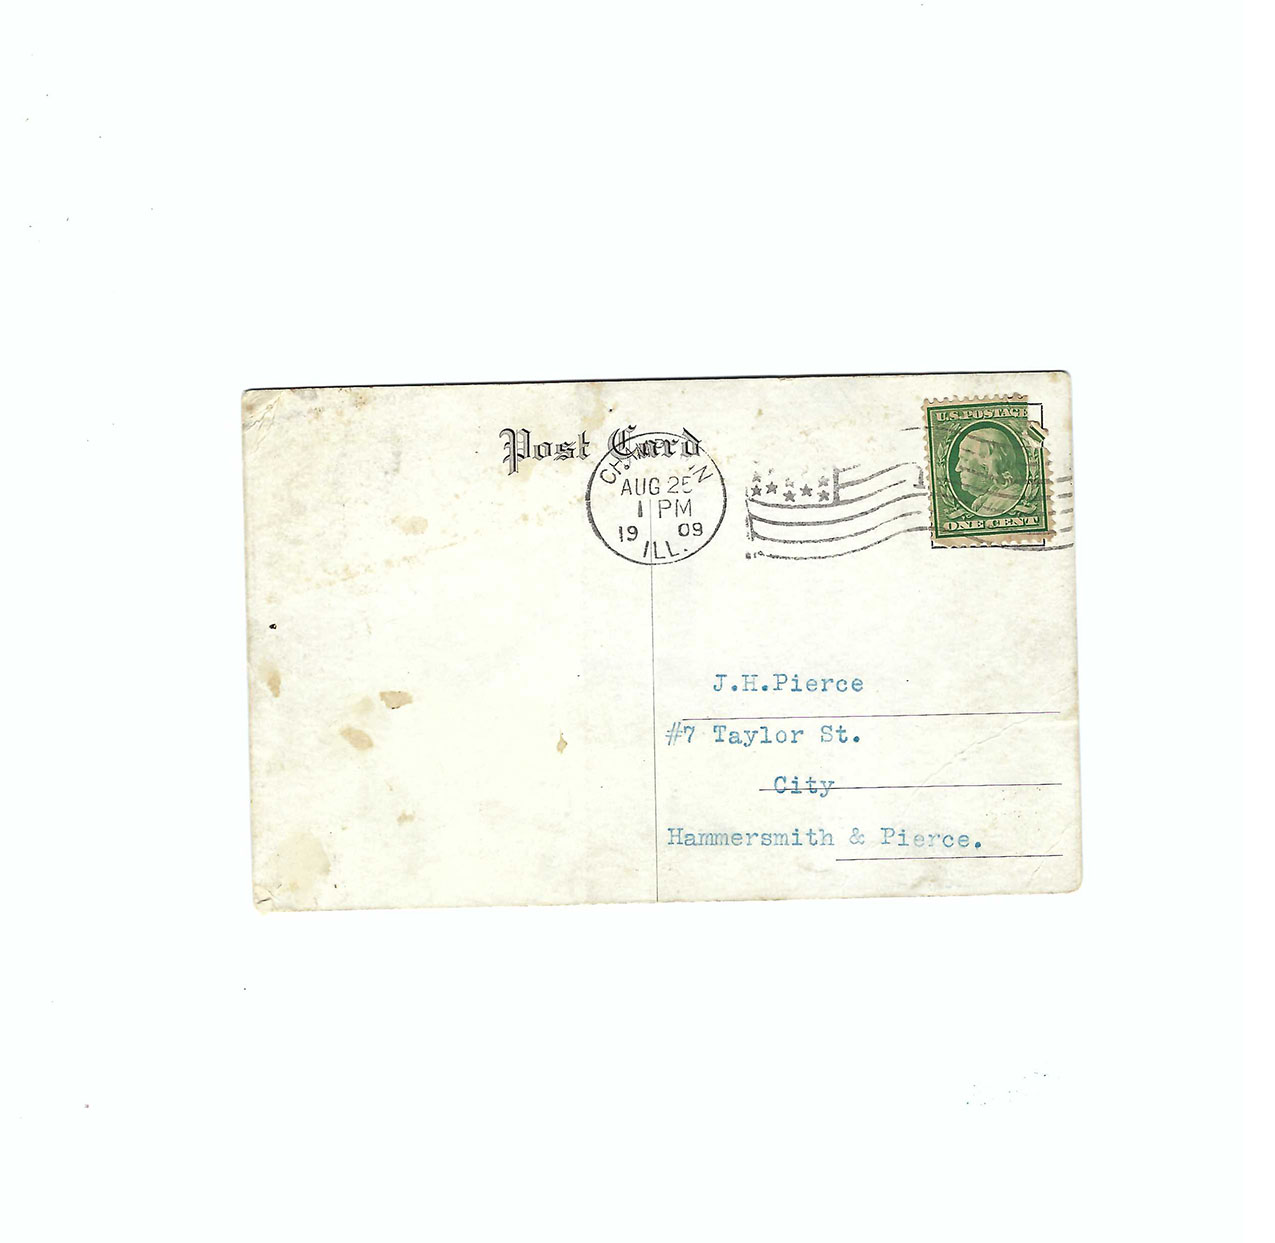 Post Card
AUG 25
1 PM
19 09
ILL.
U.S. POSTAGE
ONE CENT
J.H.Pierce
#7 Taylor St.
City
Hammersmith & Pierce.